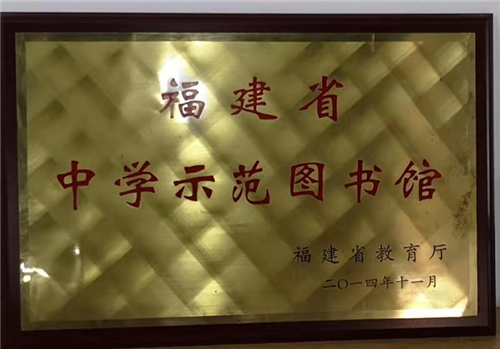 福建省
中学示范图书馆
福建省教育厅
二〇一四年十一月